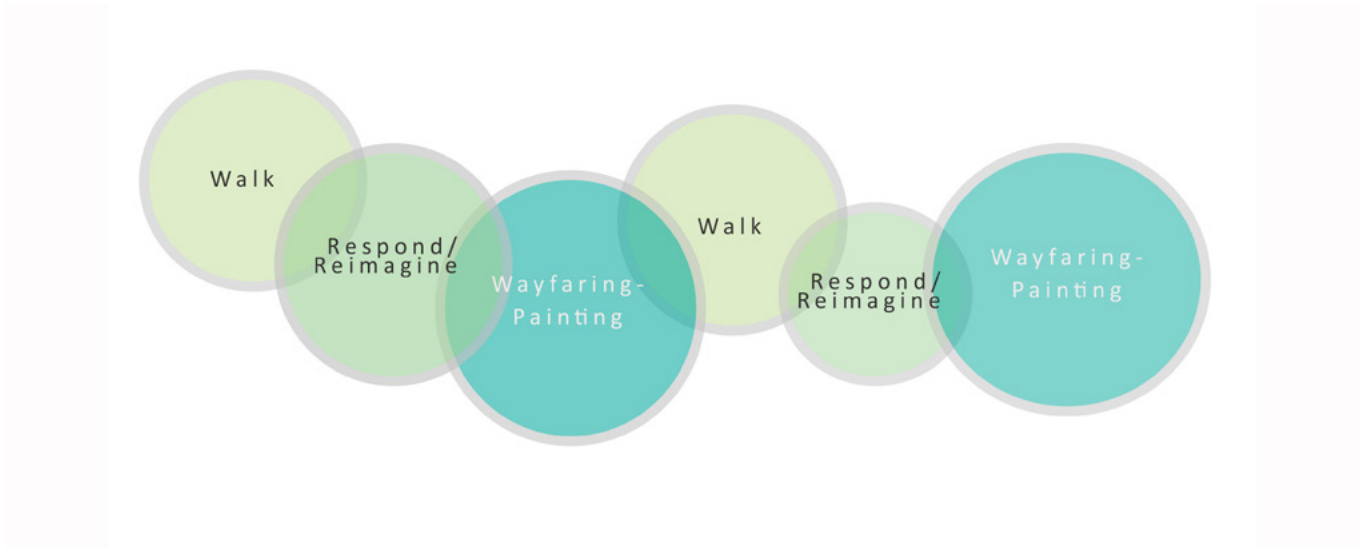 Walk
Respond/
Reimagine
Wayfaring-
Painting
Walk
Respond/
Reimagine
Wayfaring-
Painting